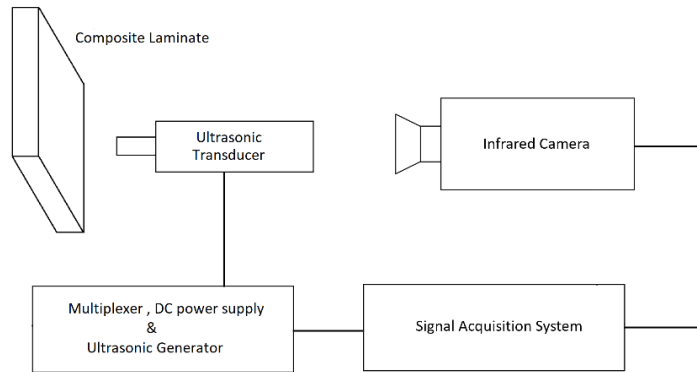 Composite Laminate
Ultrasonic
Transducer
Infrared Camera
Multiplexer , DC power supply
&
Ultrasonic Generator
Signal Acquisition System